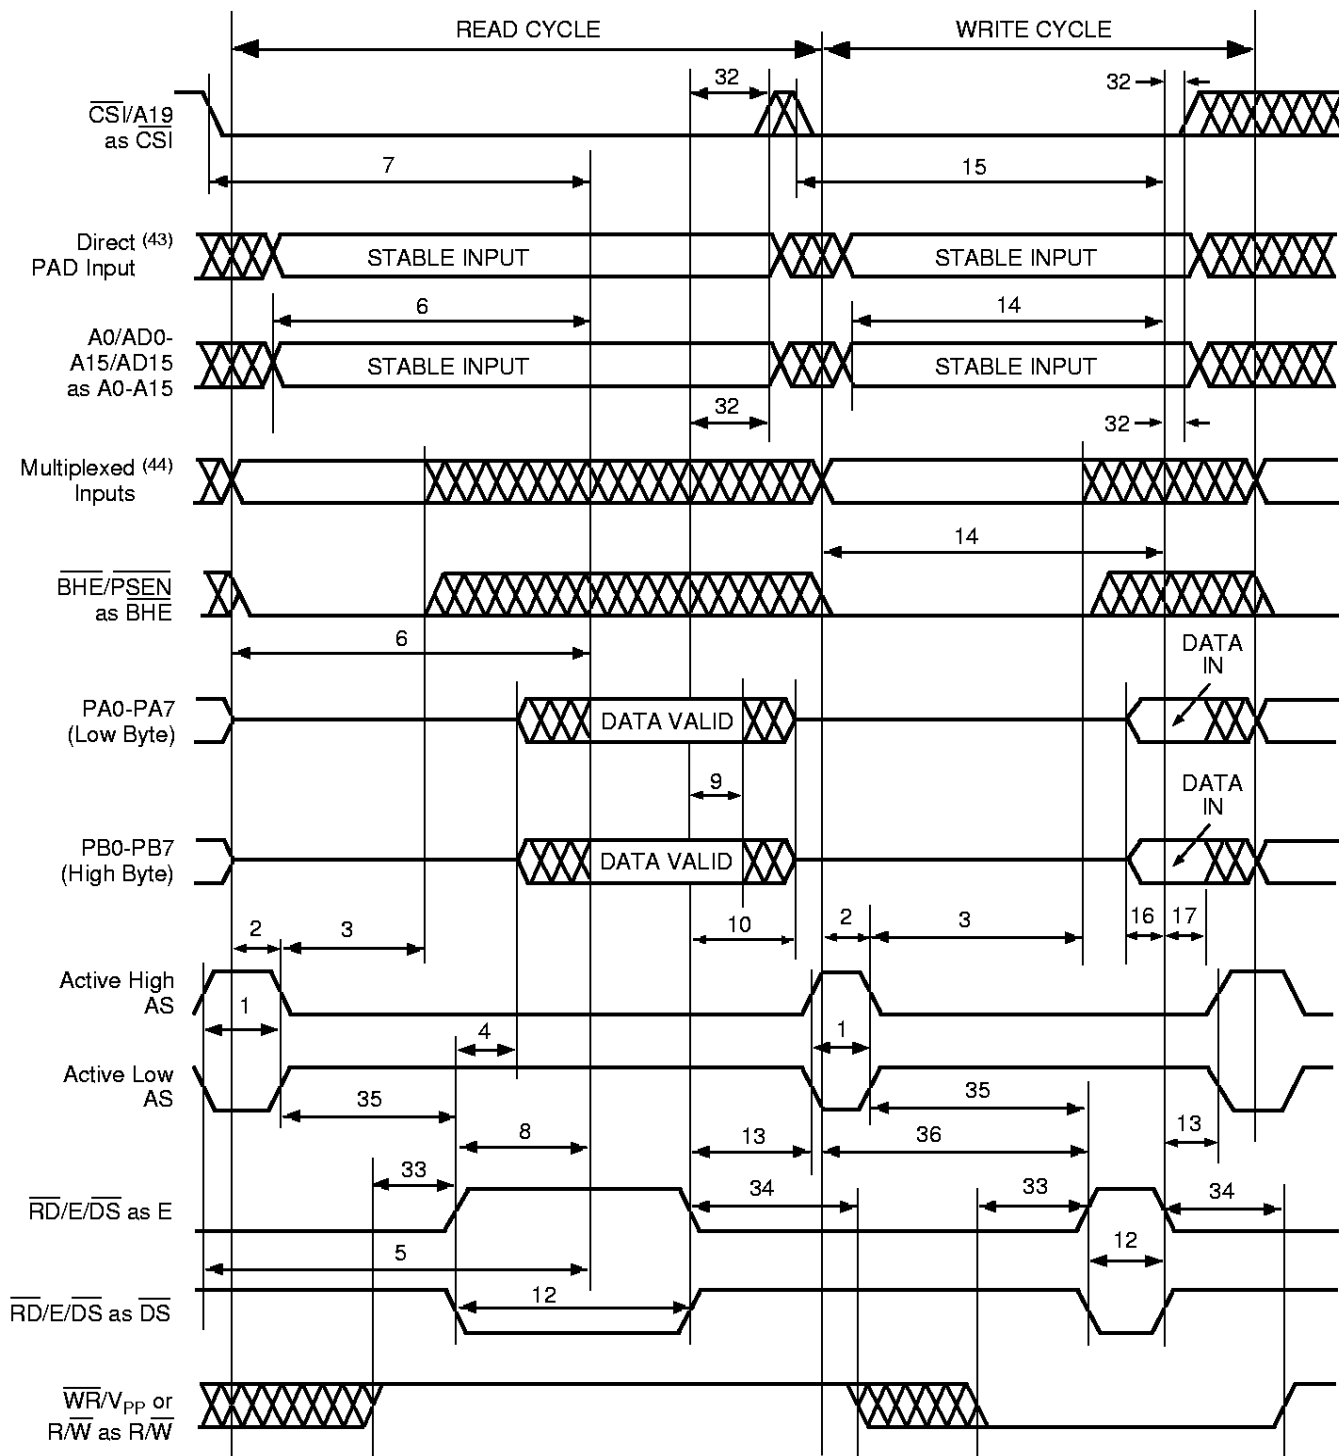 READ CYCLE
WRITE CYCLE
32
32
CSI/A19
as CSI
7
15
Direct (43)
PAD Input
STABLE INPUT
STABLE INPUT
6
14
A0/AD0-
A15/AD15
as A0-A15
STABLE INPUT
STABLE INPUT
32
32
Multiplexed (44)
Inputs
14
BHE/PSEN
as BHE
6
DATA
IN
PA0-PA7
(Low Byte)
DATA VALID
9
DATA
IN
PB0-PB7
(High Byte)
DATA VALID
2
3
10
2
3
16
17
Active High
AS
1
4
1
Active Low
AS
35
35
8
13
36
13
33
34
33
34
RD/E/DS as E
5
12
12
RD/E/DS as DS
WR/VPP or
R/W as R/W